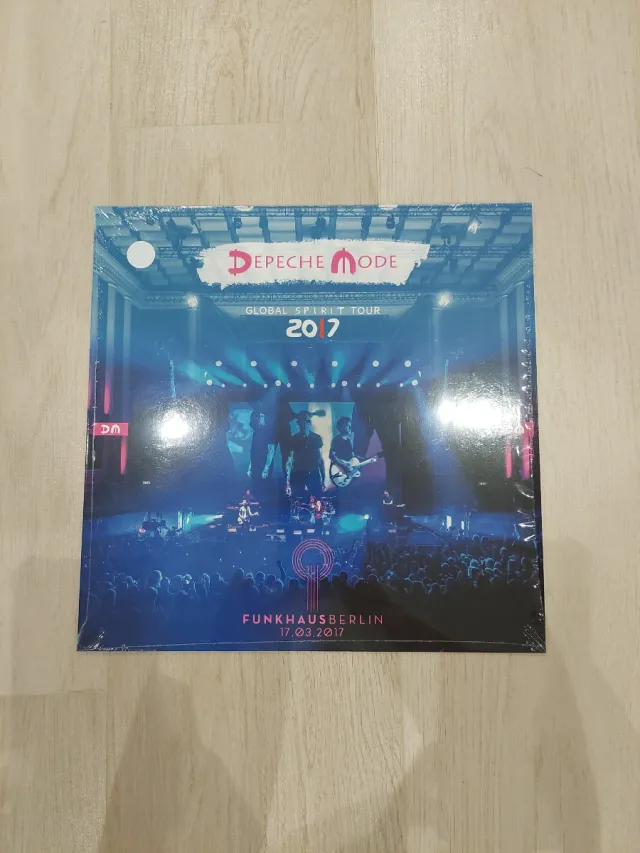 DEPECHE MODE
GLOBAL SPIRIT TOUR
2017
DM
FUNKHAUSBERLIN
17.03.2017